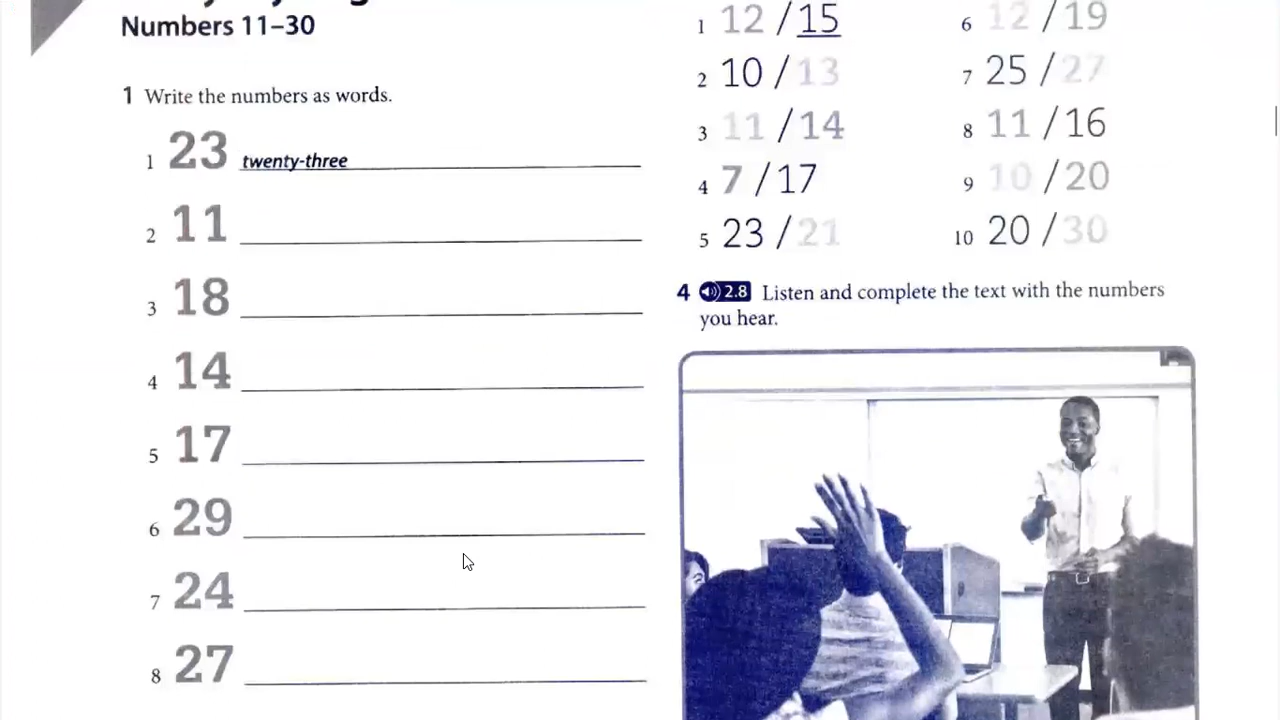 Numbers 11–30
1 Write the numbers as words.
1 23 twenty-three
2 11
3 18
4 14
5 17
6 29
7 24
8 27
1 12 / 15
2 10 / 13
3 11 / 14
4 7 / 17
5 23 / 21
6 12 / 19
7 25 / 27
8 11 / 16
9 10 / 20
10 20 / 30
4 2.8 Listen and complete the text with the numbers
you hear.